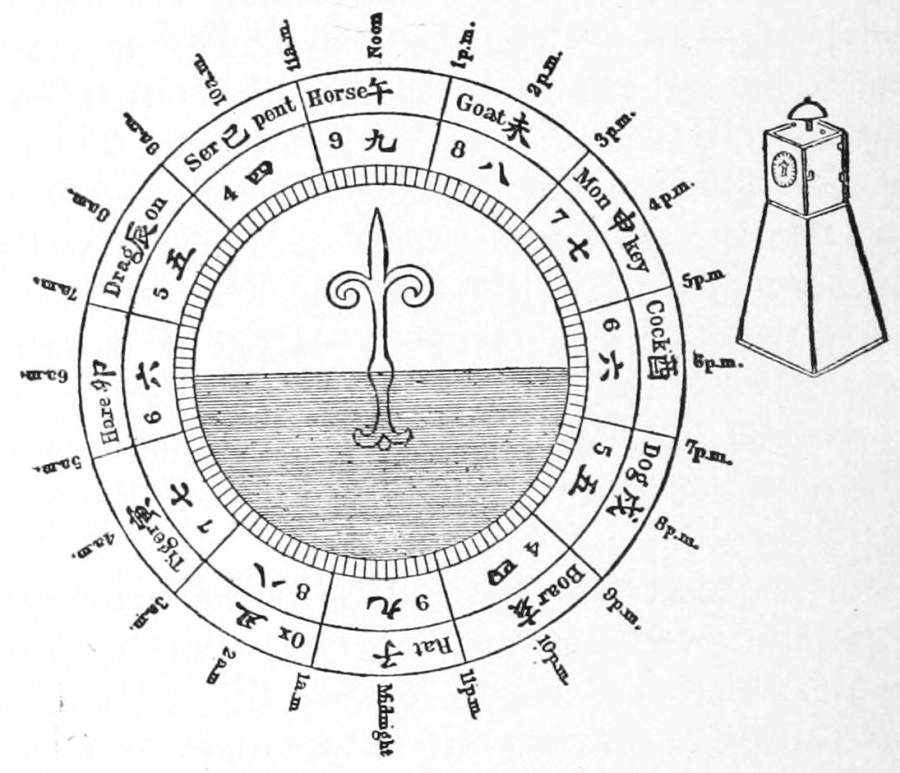 Noon
1p.m.
2p.m.
3p.m.
4p.m.
5p.m
6p.m.
7p.m.
8p.m.
9p.m.
10p.m.
11p.m.
Midnight
1a.m
2a.m
3a.m.
4a.m.
5a.m.
6a.m.
7a.m.
8a.m.
9a.m.
10a.m.
11a.m.
Horse午
9 九
Goat未
8 八
Mon申key
7 七
Cock酉
6 六
Dog戌
5 五
Boar亥
4 四
Rat子
9 九
Ox丑
8 八
Tiger寅
7 七
Hare卯
6 六
Drag辰on
5 五
Ser己pent
4 四